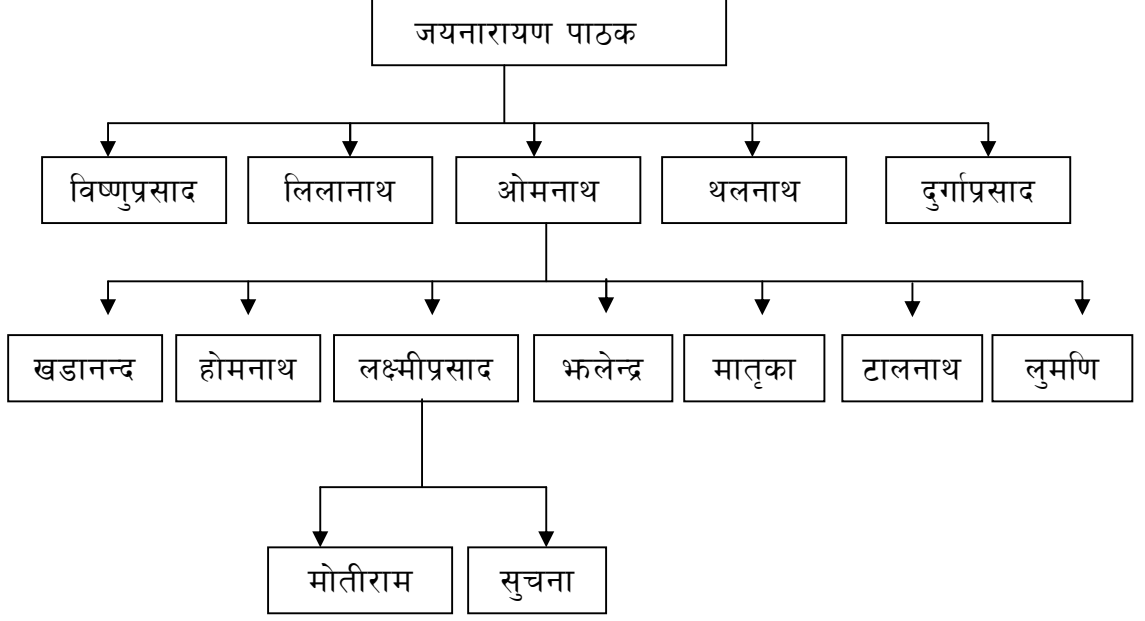 जयनारायण पाठक
विष्णुप्रसाद लिलानाथ ओमनाथ थलनाथ दुर्गाप्रसाद
खडानन्द होमनाथ लक्ष्मीप्रसाद झलेन्द्र मातृका टालनाथ लुमणि
मोतीराम सुचना